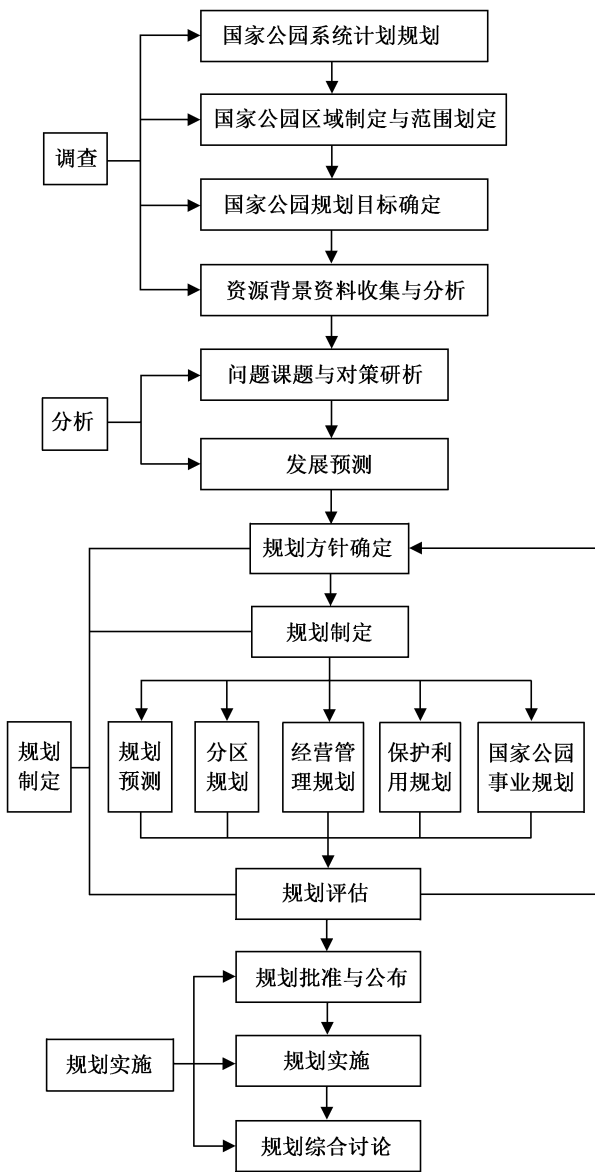 国家公园系统计划规划
国家公园区域制定与范围划定
调查
国家公园规划目标确定
资源背景资料收集与分析
问题课题与对策研析
分析
发展预测
规划方针确定
规划制定
规划
制定
规划
预测
分区
规划
经营管
理规划
保护利
用规划
国家公园
事业规划
规划评估
规划批准与公布
规划实施
规划实施
规划综合讨论